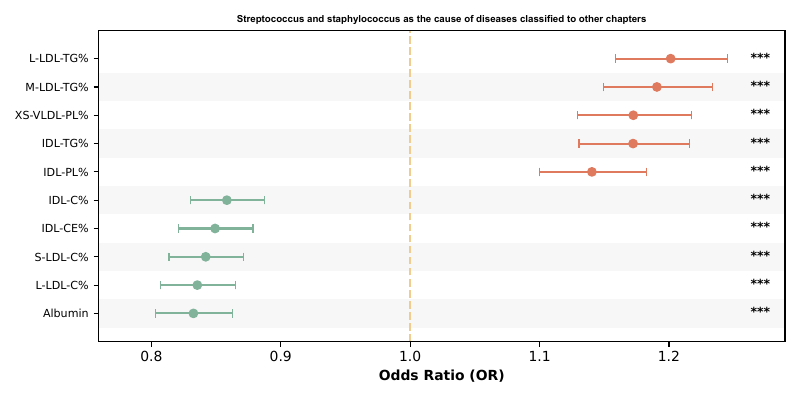 Streptococcus and staphylococcus as the cause of diseases classified to other chapters
L-LDL-TG% ***
M-LDL-TG% ***
XS-VLDL-PL% ***
IDL-TG% ***
IDL-PL% ***
IDL-C% ***
IDL-CE% ***
S-LDL-C% ***
L-LDL-C% ***
Albumin ***
0.8 0.9 1.0 1.1 1.2
Odds Ratio (OR)